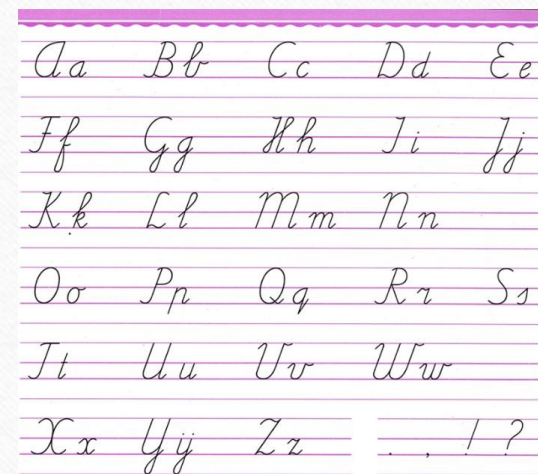 Aa Bb Cc Dd Ee
Ff Gg Hh Ii Jj
Kk Ll Mm Nn
Oo Pp Qq Rr Ss
Tt Uu Vv Ww
Xx Yij Zz . , ! ?